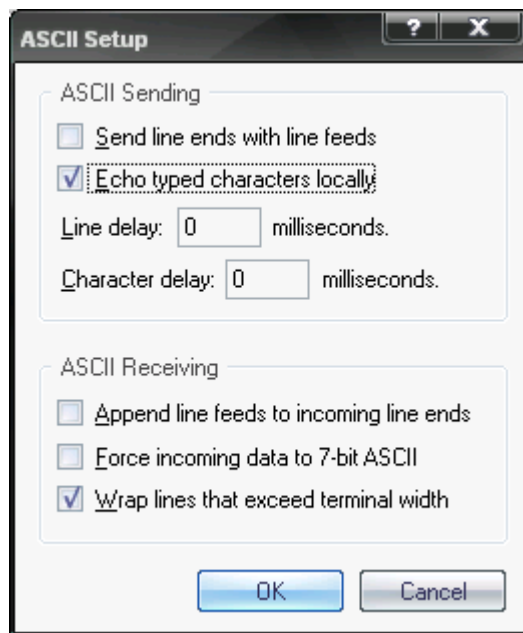 ASCII Setup
? X
ASCII Sending
Send line ends with line feeds
Echo typed characters locally
Line delay: 0 milliseconds.
Character delay: 0 milliseconds.
ASCII Receiving
Append line feeds to incoming line ends
Force incoming data to 7-bit ASCII
Wrap lines that exceed terminal width
OK Cancel